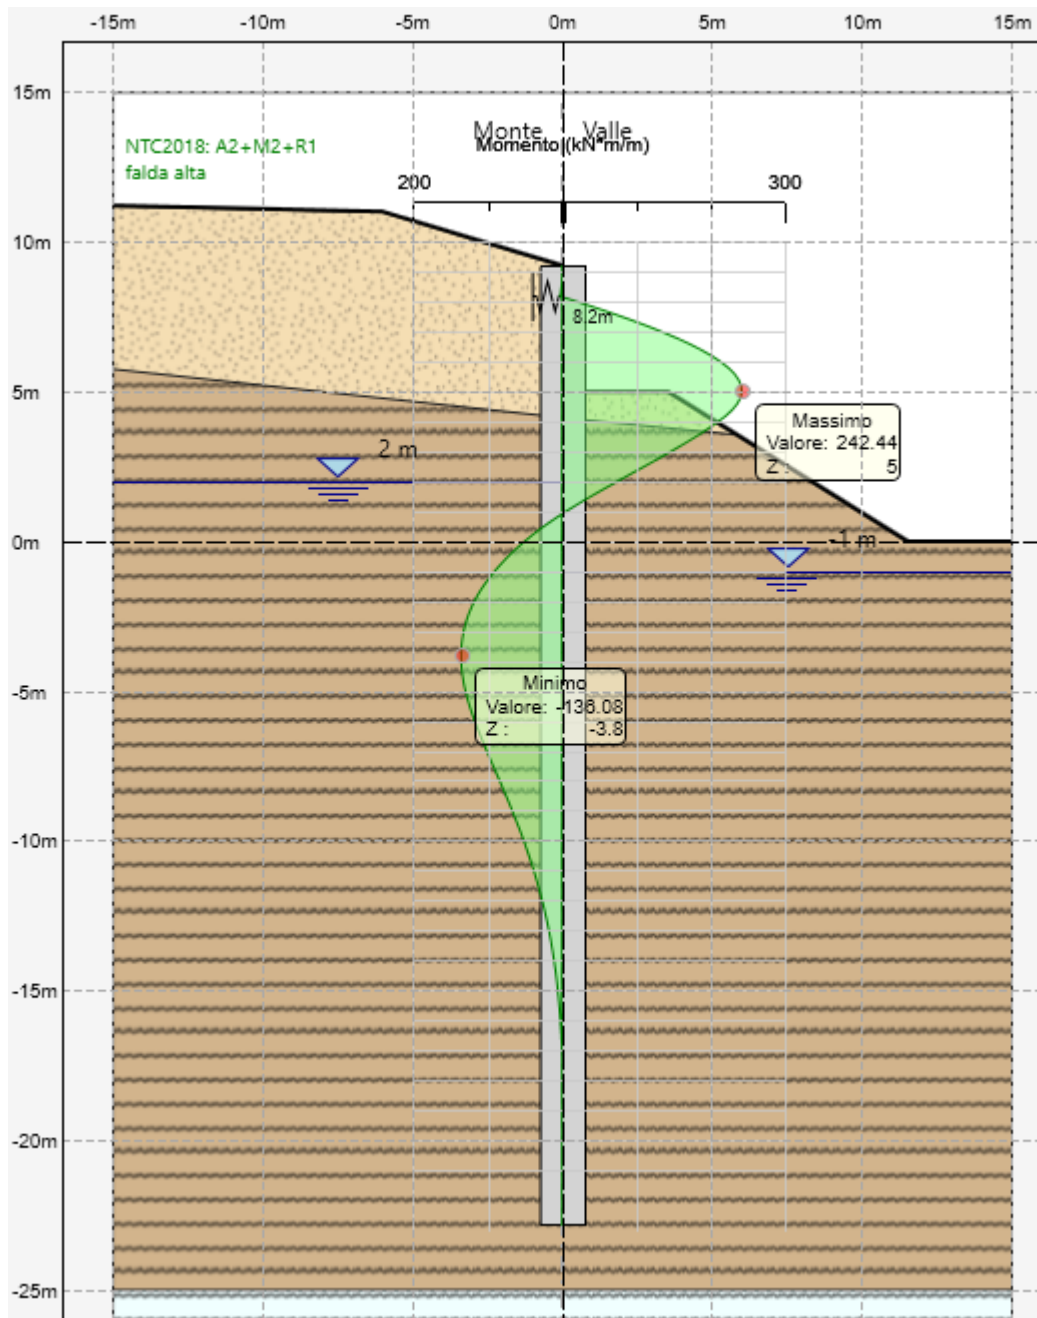 -15m -10m -5m 0m 5m 10m 15m
15m
Monte Valle
NTC2018: A2+M2+R1
Momento (kN*m/m)
falda alta
200 300
10m
8.2m
5m
Massimo
Valore: 242.44
Z : 5
2 m
0m
-1 m
-5m
Minimo
Valore: -136.08
Z : -3.8
-10m
-15m
-20m
-25m